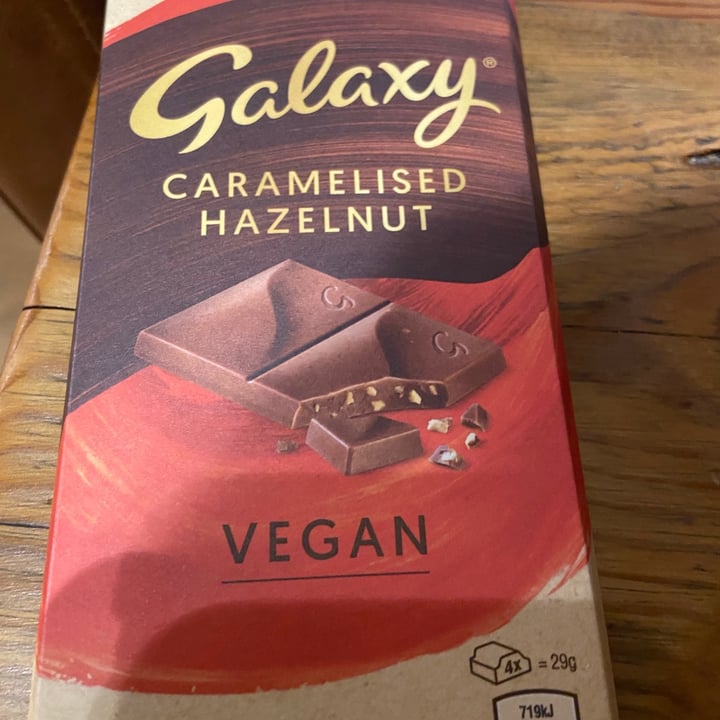 Galaxy®
CARAMELISED
HAZELNUT
VEGAN
4x = 29g
719kJ